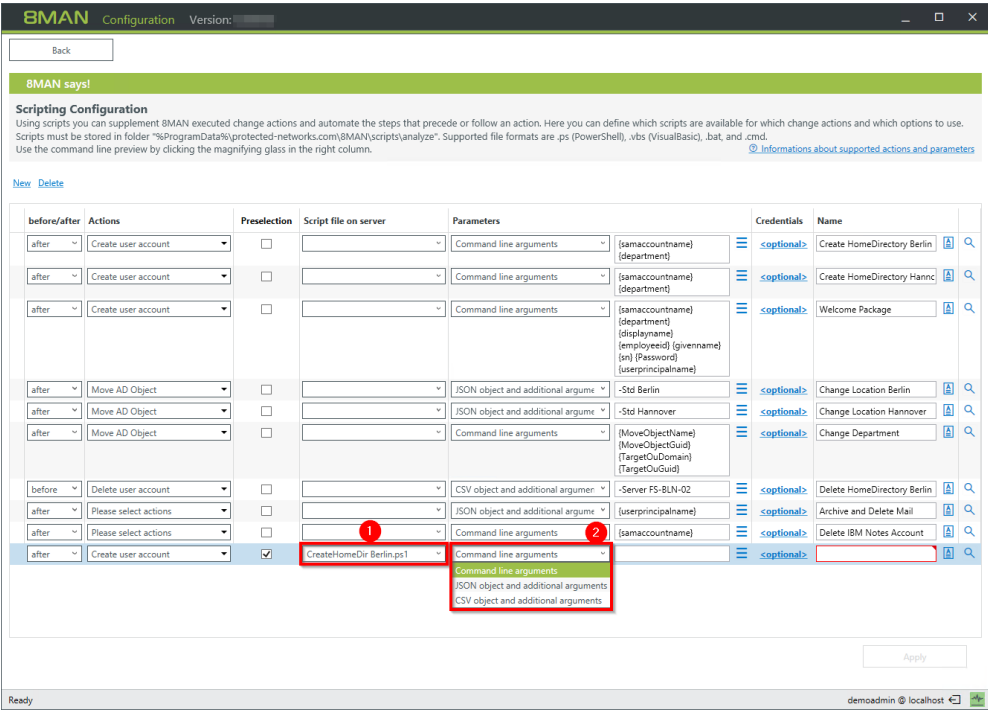 8MAN Configuration Version:
Back
8MAN says!
Scripting Configuration
Using scripts you can supplement 8MAN executed change actions and automate the steps that precede or follow an action. Here you can define which scripts are available for which change actions and which options to use.
Scripts must be stored in folder "%ProgramData%\protected-networks.com\8MAN\scripts\analyze". Supported file formats are .ps (PowerShell), .vbs (VisualBasic), .bat, and .cmd.
Use the command line preview by clicking the magnifying glass in the right column.
Informations about supported actions and parameters
New Delete
before/after Actions Preselection Script file on server Parameters Credentials Name
after Create user account Command line arguments {samaccountname} <optional> Create HomeDirectory Berlin
{department}
after Create user account Command line arguments {samaccountname} <optional> Create HomeDirectory Hannc
{department}
after Create user account Command line arguments {samaccountname} <optional> Welcome Package
{department}
{displayname}
{employeeid} {givenname}
{sn} {Password}
{userprincipalname}
after Move AD Object JSON object and additional argume -Std Berlin <optional> Change Location Berlin
after Move AD Object JSON object and additional argume -Std Hannover <optional> Change Location Hannover
after Move AD Object Command line arguments {MoveObjectName} <optional> Change Department
{MoveObjectGuid}
{TargetOuDomain}
{TargetOuGuid}
before Delete user account CSV object and additional argumen -Server FS-BLN-02 <optional> Delete HomeDirectory Berlin
after Please select actions JSON object and additional argume {userprincipalname} <optional> Archive and Delete Mail
after Please select actions Command line arguments {samaccountname} <optional> Delete IBM Notes Account
1 2
after Create user account CreateHomeDir Berlin.ps1 Command line arguments <optional>
Command line arguments
JSON object and additional arguments
CSV object and additional arguments
Apply
Ready demoadmin @ localhost